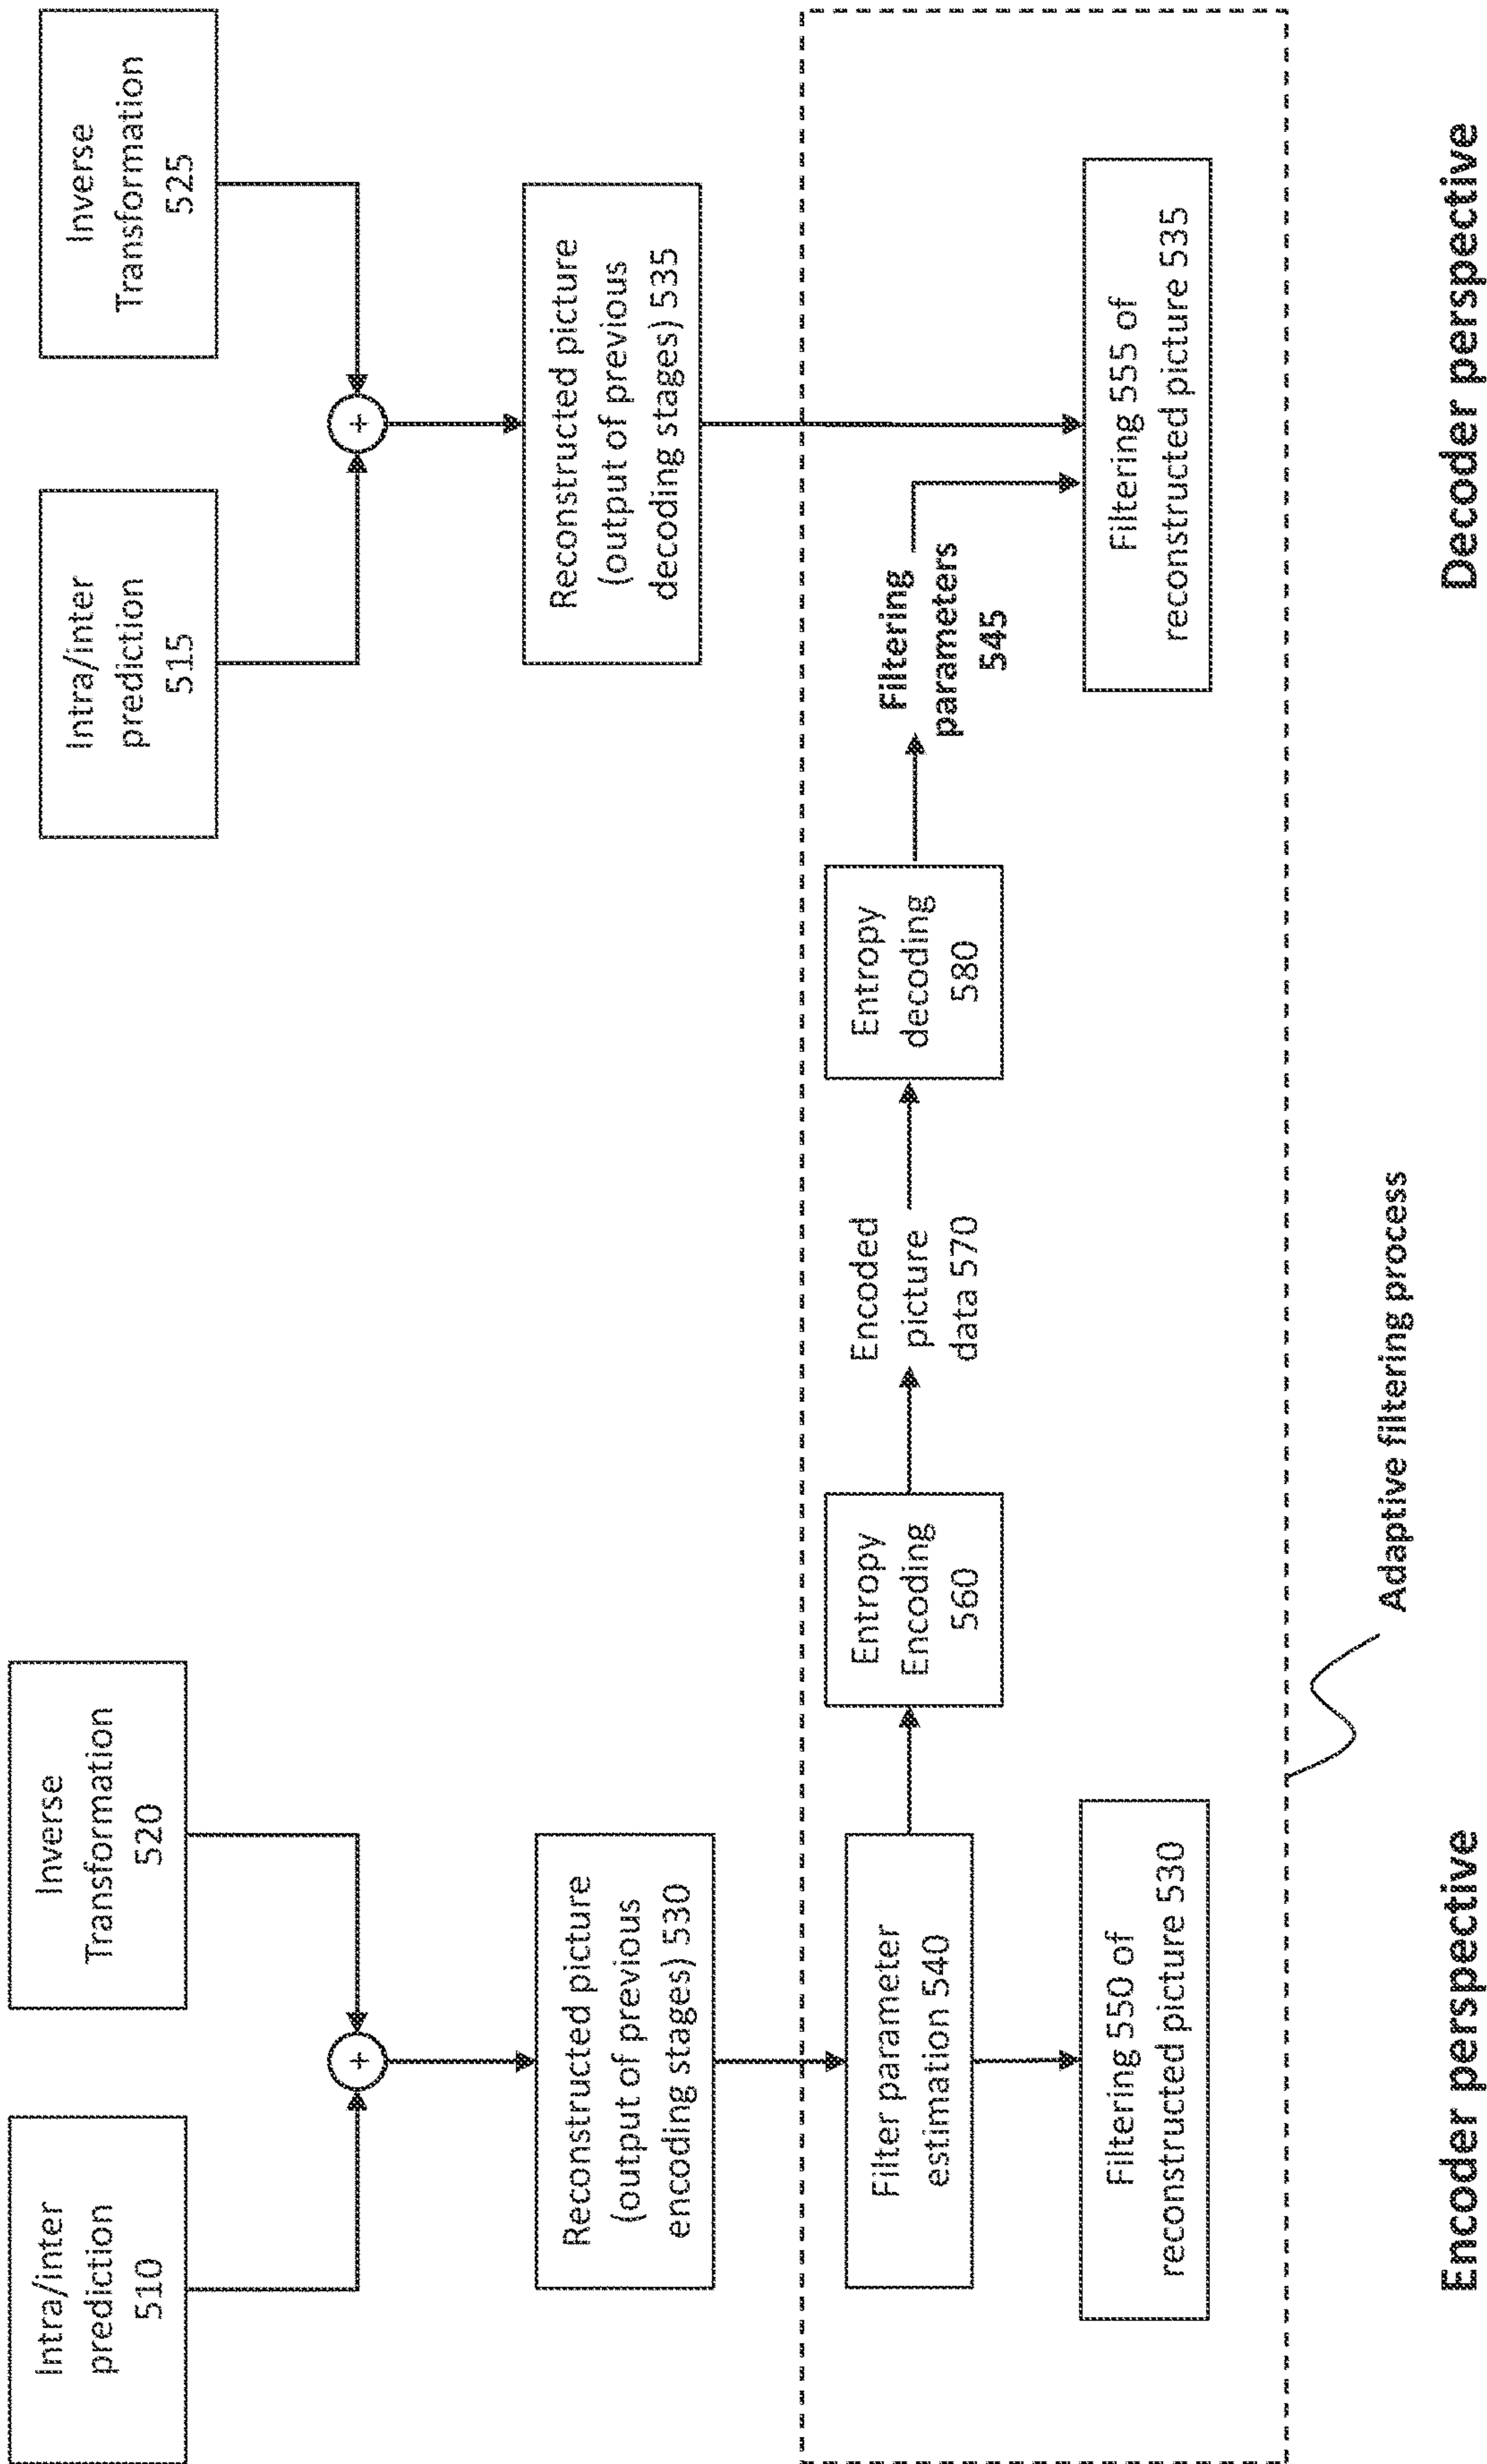 Intra/inter
prediction
510
Inverse
Transformation
520
+
Reconstructed picture
(output of previous
encoding stages) 530
Filter parameter
estimation 540
Filtering 550 of
reconstructed picture 530
Entropy
Encoding
560
Encoded
picture
data 570
Entropy
decoding
580
Filtering
parameters
545
Intra/inter
prediction
515
Inverse
Transformation
525
+
Reconstructed picture
(output of previous
decoding stages) 535
Filtering 555 of
reconstructed picture 535
Adaptive filtering process
Encoder perspective
Decoder perspective